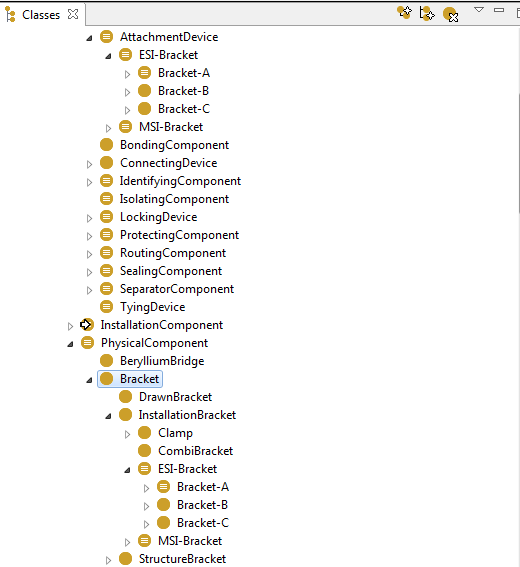 Classes
AttachmentDevice
ESI-Bracket
Bracket-A
Bracket-B
Bracket-C
MSI-Bracket
BondingComponent
ConnectingDevice
IdentifyingComponent
IsolatingComponent
LockingDevice
ProtectingComponent
RoutingComponent
SealingComponent
SeparatorComponent
TyingDevice
InstallationComponent
PhysicalComponent
BerylliumBridge
Bracket
DrawnBracket
InstallationBracket
Clamp
CombiBracket
ESI-Bracket
Bracket-A
Bracket-B
Bracket-C
MSI-Bracket
StructureBracket